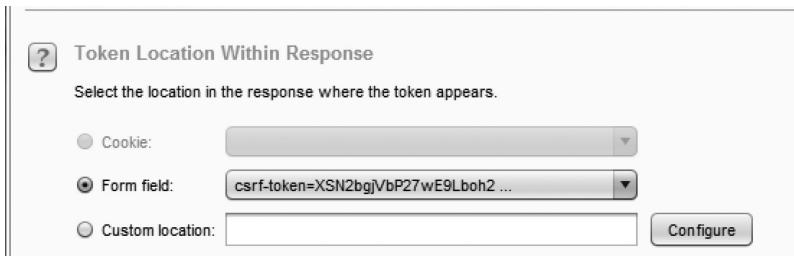 ?
Token Location Within Response
Select the location in the response where the token appears.
Cookie:
Form field: csrf-token=XSN2bgjVbP27wE9Lboh2 ...
Custom location: Configure